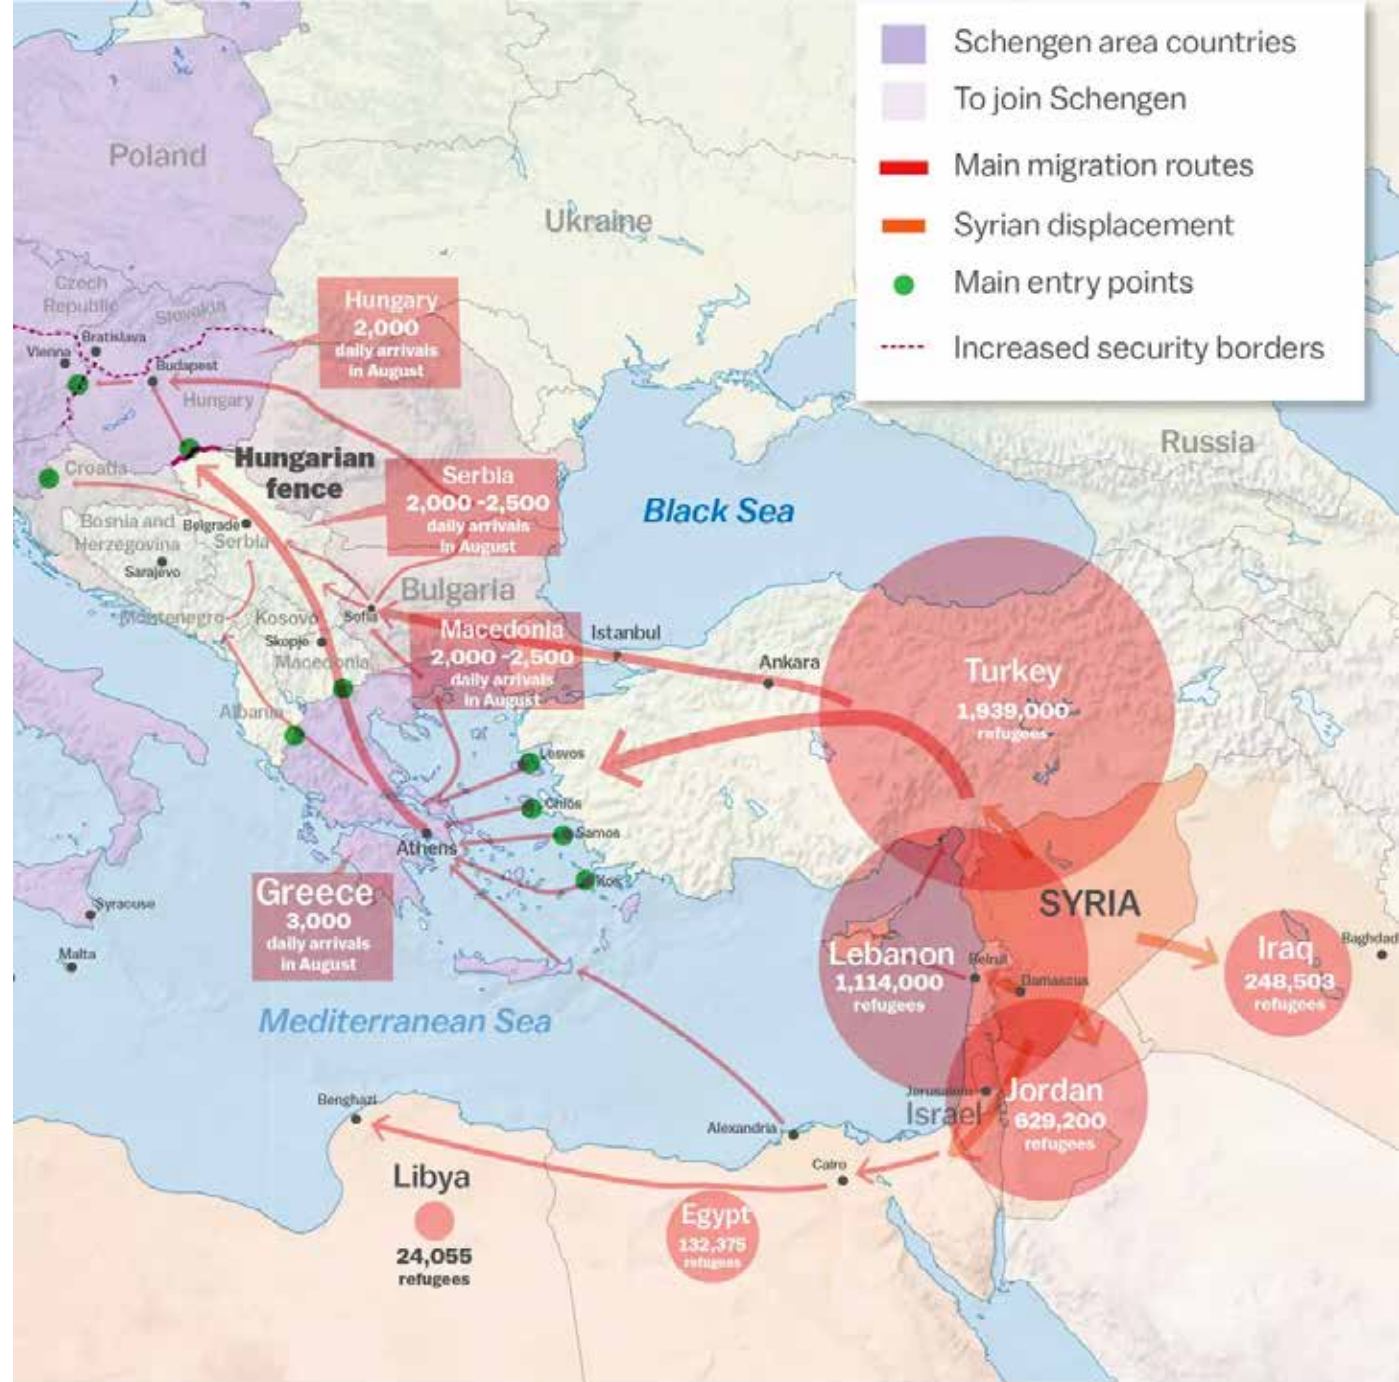 Schengen area countries
To join Schengen
Main migration routes
Syrian displacement
Main entry points
Increased security borders
Poland
Ukraine
Czech
Republic
Slovakia
Hungary
2,000
daily arrivals
in August
Bratislava
Vienna
Budapest
Hungary
Russia
Hungarian
fence
Croatia
Serbia
2,000 -2,500
daily arrivals
in August
Black Sea
Bosnia and
Herzegovina
Belgrade
Serbia
Sarajevo
Bulgaria
Montenegro
Kosovo
Sofia
Skopje
Macedonia
Macedonia
2,000 -2,500
daily arrivals
in August
Istanbul
Ankara
Turkey
1,939,000
refugees
Albania
Lesvos
Chios
Samos
Athens
Kos
Greece
3,000
daily arrivals
in August
SYRIA
Syracuse
Malta
Lebanon
1,114,000
refugees
Beirut
Damascus
Iraq
248,503
refugees
Baghdad
Mediterranean Sea
Benghazi
Alexandria
Jerusalem
Israel
Jordan
629,200
refugees
Cairo
Libya
24,055
refugees
Egypt
132,375
refugees